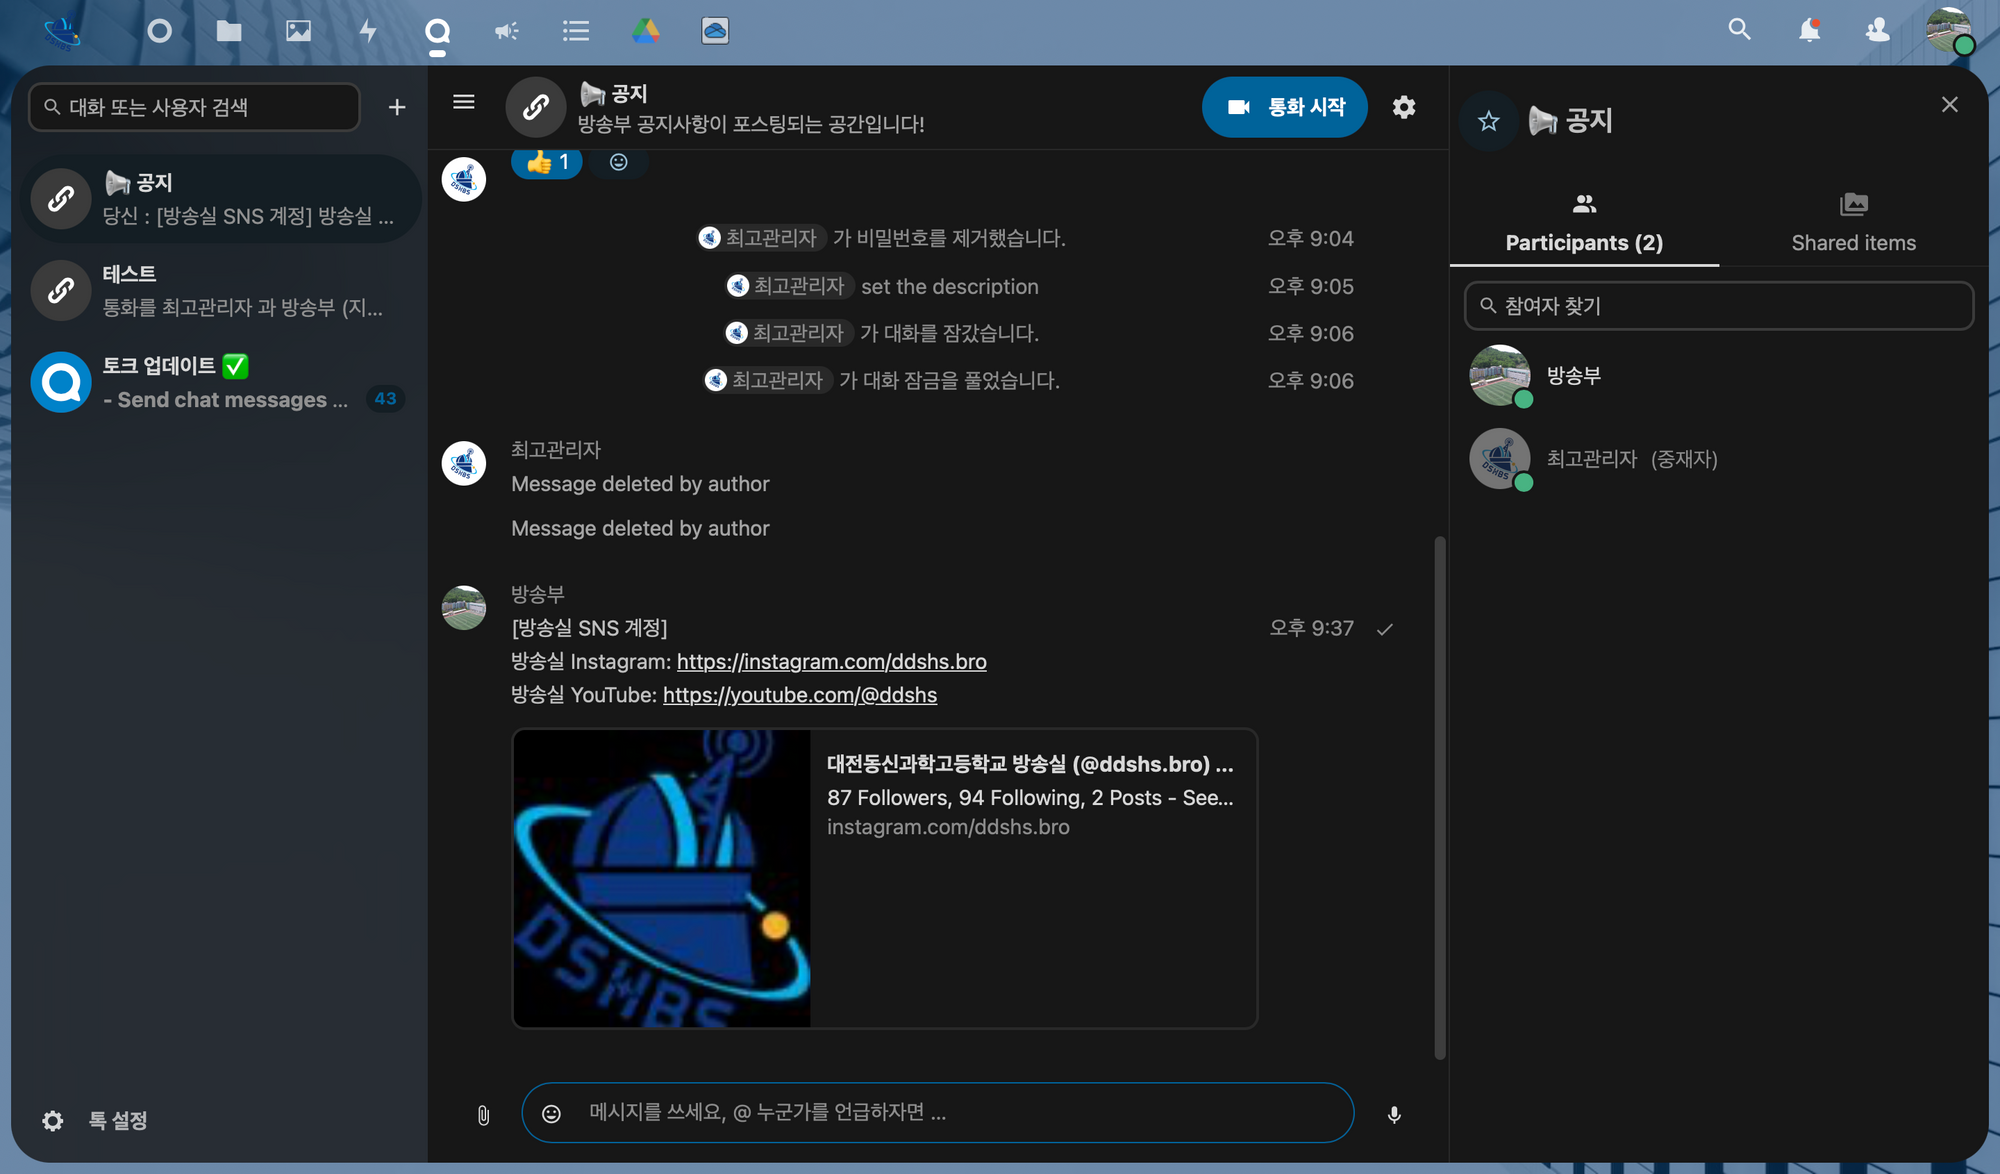 대화 또는 사용자 검색
📢 공지
당신 : [방송실 SNS 계정] 방송실 ...
테스트
통화를 최고관리자 과 방송부 (지...
토크 업데이트 ✅
- Send chat messages ...
43
톡 설정
📢 공지
방송부 공지사항이 포스팅되는 공간입니다!
통화 시작
👍 1
최고관리자 가 비밀번호를 제거했습니다.
오후 9:04
최고관리자 set the description
오후 9:05
최고관리자 가 대화를 잠갔습니다.
오후 9:06
최고관리자 가 대화 잠금을 풀었습니다.
오후 9:06
최고관리자
Message deleted by author
Message deleted by author
방송부
[방송실 SNS 계정]
오후 9:37
방송실 Instagram: https://instagram.com/ddshs.bro
방송실 YouTube: https://youtube.com/@ddshs
DSHBS
대전동신과학고등학교 방송실 (@ddshs.bro) ...
87 Followers, 94 Following, 2 Posts - See...
instagram.com/ddshs.bro
메시지를 쓰세요, @ 누군가를 언급하자면 ...
📢 공지
Participants (2)
Shared items
참여자 찾기
방송부
최고관리자 (중재자)